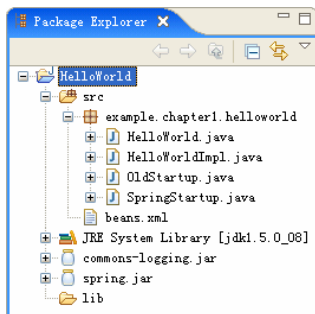 Package Explorer
HelloWorld
src
example.chapter1.helloworld
HelloWorld.java
HelloWorldImpl.java
OldStartup.java
SpringStartup.java
beans.xml
JRE System Library [jdk1.5.0_08]
commons-logging.jar
spring.jar
lib